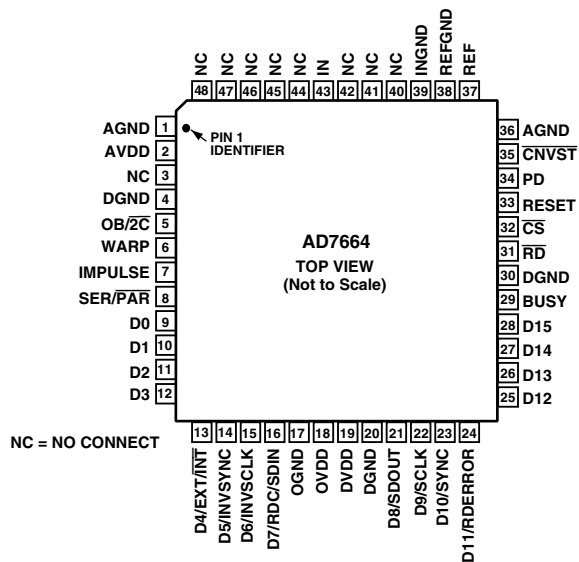 48 NC
47 NC
46 NC
45 NC
44 NC
43 IN
42 NC
41 NC
40 NC
39 INGND
38 REFGND
37 REF
AGND 1
AVDD 2
NC 3
DGND 4
OB/2C̅ 5
WARP 6
IMPULSE 7
SER/P̅A̅R̅ 8
D0 9
D1 10
D2 11
D3 12
PIN 1
IDENTIFIER
AD7664
TOP VIEW
(Not to Scale)
36 AGND
35 C̅N̅V̅S̅T̅
34 PD
33 RESET
32 C̅S̅
31 R̅D̅
30 DGND
29 BUSY
28 D15
27 D14
26 D13
25 D12
NC = NO CONNECT
13 D4/EXT/I̅N̅T̅
14 D5/INVSYNC
15 D6/INVSCLK
16 D7/RDC/SDIN
17 OGND
18 OVDD
19 DVDD
20 DGND
21 D8/SDOUT
22 D9/SCLK
23 D10/SYNC
24 D11/RDERROR